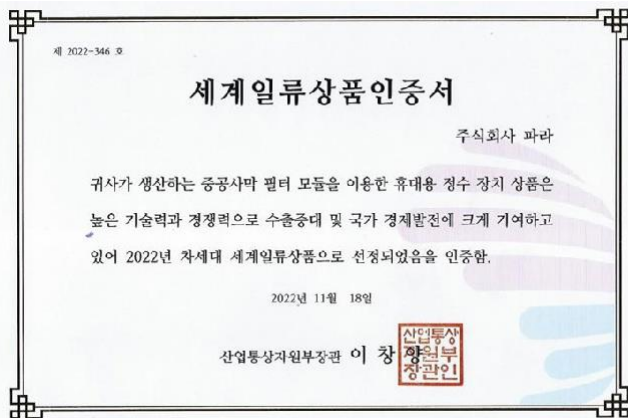 제 2022-346 호
세계일류상품인증서
주식회사 파라
귀사가 생산하는 중공사막 필터 모듈을 이용한 휴대용 정수 장치 상품은
높은 기술력과 경쟁력으로 수출증대 및 국가 경제발전에 크게 기여하고
있어 2022년 차세대 세계일류상품으로 선정되었음을 인증함.
2022년 11월 18일
산업통상자원부장관 이 창 양
산업통상
자원부
장관인